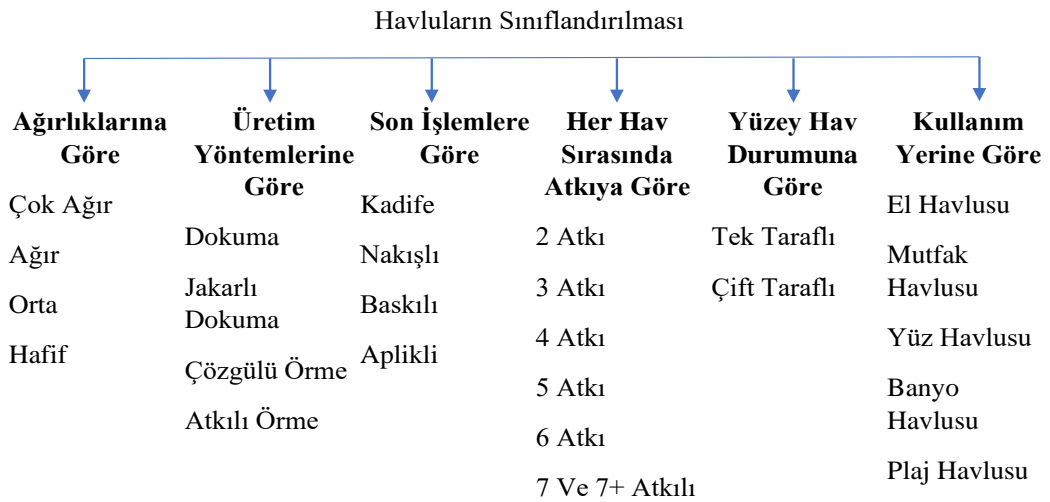 Havluların Sınıflandırılması
Ağırlıklarına
Göre
Çok Ağır
Ağır
Orta
Hafif
Üretim
Yöntemlerine
Göre
Dokuma
Jakarlı
Dokuma
Çözgülü Örme
Atkılı Örme
Son İşlemlere
Göre
Kadife
Nakışlı
Baskılı
Aplikli
Her Hav
Sırasında
Atkıya Göre
2 Atkı
3 Atkı
4 Atkı
5 Atkı
6 Atkı
7 Ve 7+ Atkılı
Yüzey Hav
Durumuna
Göre
Tek Taraflı
Çift Taraflı
Kullanım
Yerine Göre
El Havlusu
Mutfak
Havlusu
Yüz Havlusu
Banyo
Havlusu
Plaj Havlusu